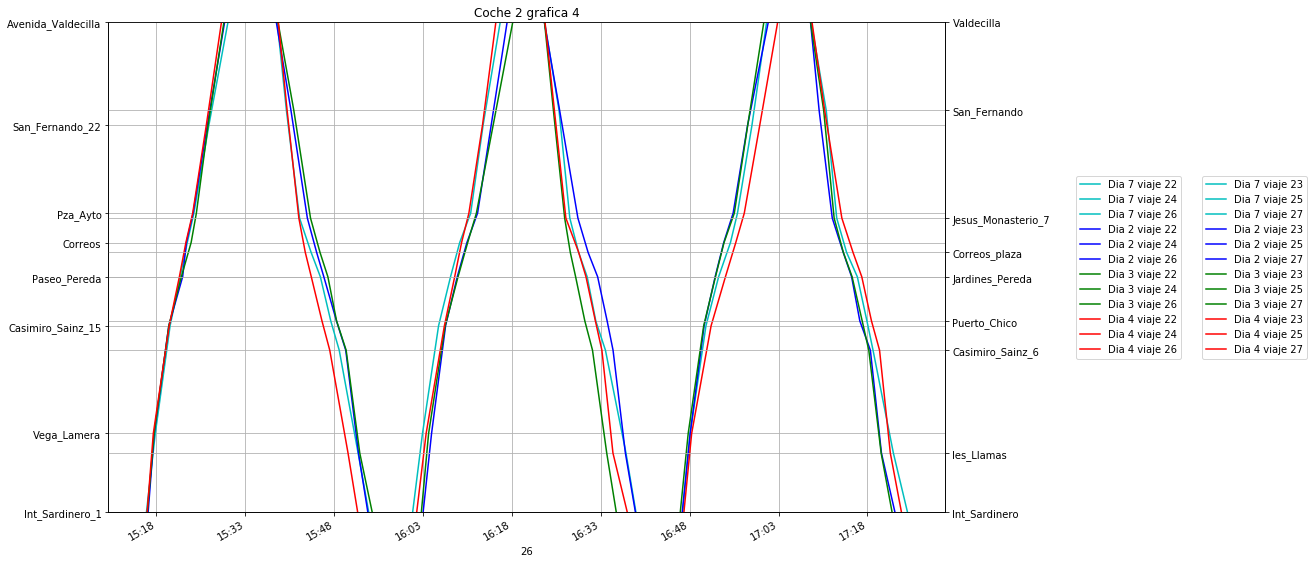 Coche 2 grafica 4
Avenida_Valdecilla
San_Fernando_22
Pza_Ayto
Correos
Paseo_Pereda
Casimiro_Sainz_15
Vega_Lamera
Int_Sardinero_1
Valdecilla
San_Fernando
Jesus_Monasterio_7
Correos_plaza
Jardines_Pereda
Puerto_Chico
Casimiro_Sainz_6
Ies_Llamas
Int_Sardinero
15:18
15:33
15:48
16:03
16:18
16:33
16:48
17:03
17:18
26
Dia 7 viaje 22
Dia 7 viaje 24
Dia 7 viaje 26
Dia 2 viaje 22
Dia 2 viaje 24
Dia 2 viaje 26
Dia 3 viaje 22
Dia 3 viaje 24
Dia 3 viaje 26
Dia 4 viaje 22
Dia 4 viaje 24
Dia 4 viaje 26
Dia 7 viaje 23
Dia 7 viaje 25
Dia 7 viaje 27
Dia 2 viaje 23
Dia 2 viaje 25
Dia 2 viaje 27
Dia 3 viaje 23
Dia 3 viaje 25
Dia 3 viaje 27
Dia 4 viaje 23
Dia 4 viaje 25
Dia 4 viaje 27